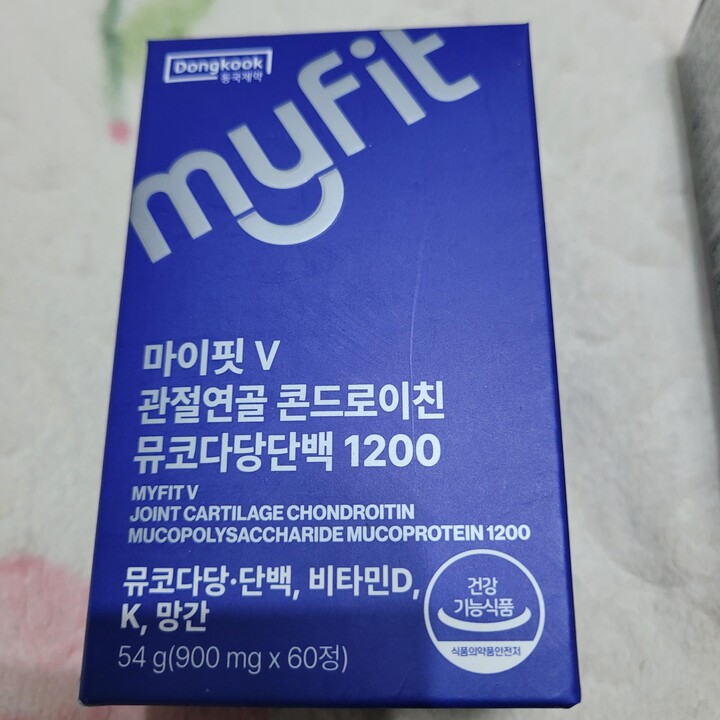 Dongkook
동국제약
myfit
마이핏 V
관절연골 콘드로이친
뮤코다당단백 1200
MYFIT V
JOINT CARTILAGE CHONDROITIN
MUCOPOLYSACCHARIDE MUCOPROTEIN 1200
뮤코다당·단백, 비타민D,
K, 망간
54 g(900 mg x 60정)
건강
기능식품
식품의약품안전처